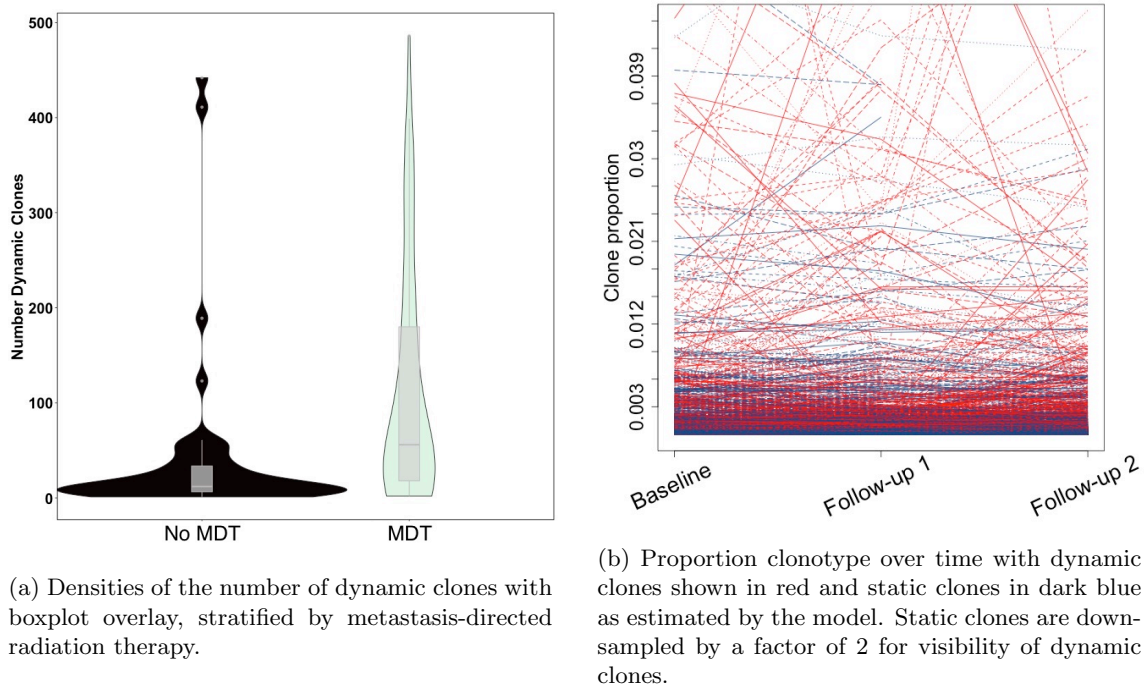 500
400
300
200
100
0
Number Dynamic Clones
No MDT
MDT
(a) Densities of the number of dynamic clones with
boxplot overlay, stratified by metastasis-directed
radiation therapy.
0.039
0.03
0.021
0.012
0.003
Clone proportion
Baseline
Follow-up 1
Follow-up 2
(b) Proportion clonotype over time with dynamic
clones shown in red and static clones in dark blue
as estimated by the model. Static clones are down-
sampled by a factor of 2 for visibility of dynamic
clones.